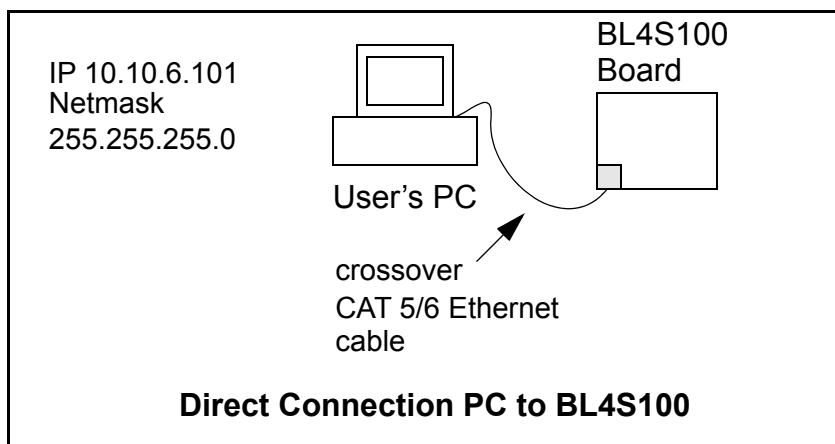 IP 10.10.6.101
Netmask
255.255.255.0
BL4S100
Board
User’s PC
crossover
CAT 5/6 Ethernet
cable
Direct Connection PC to BL4S100